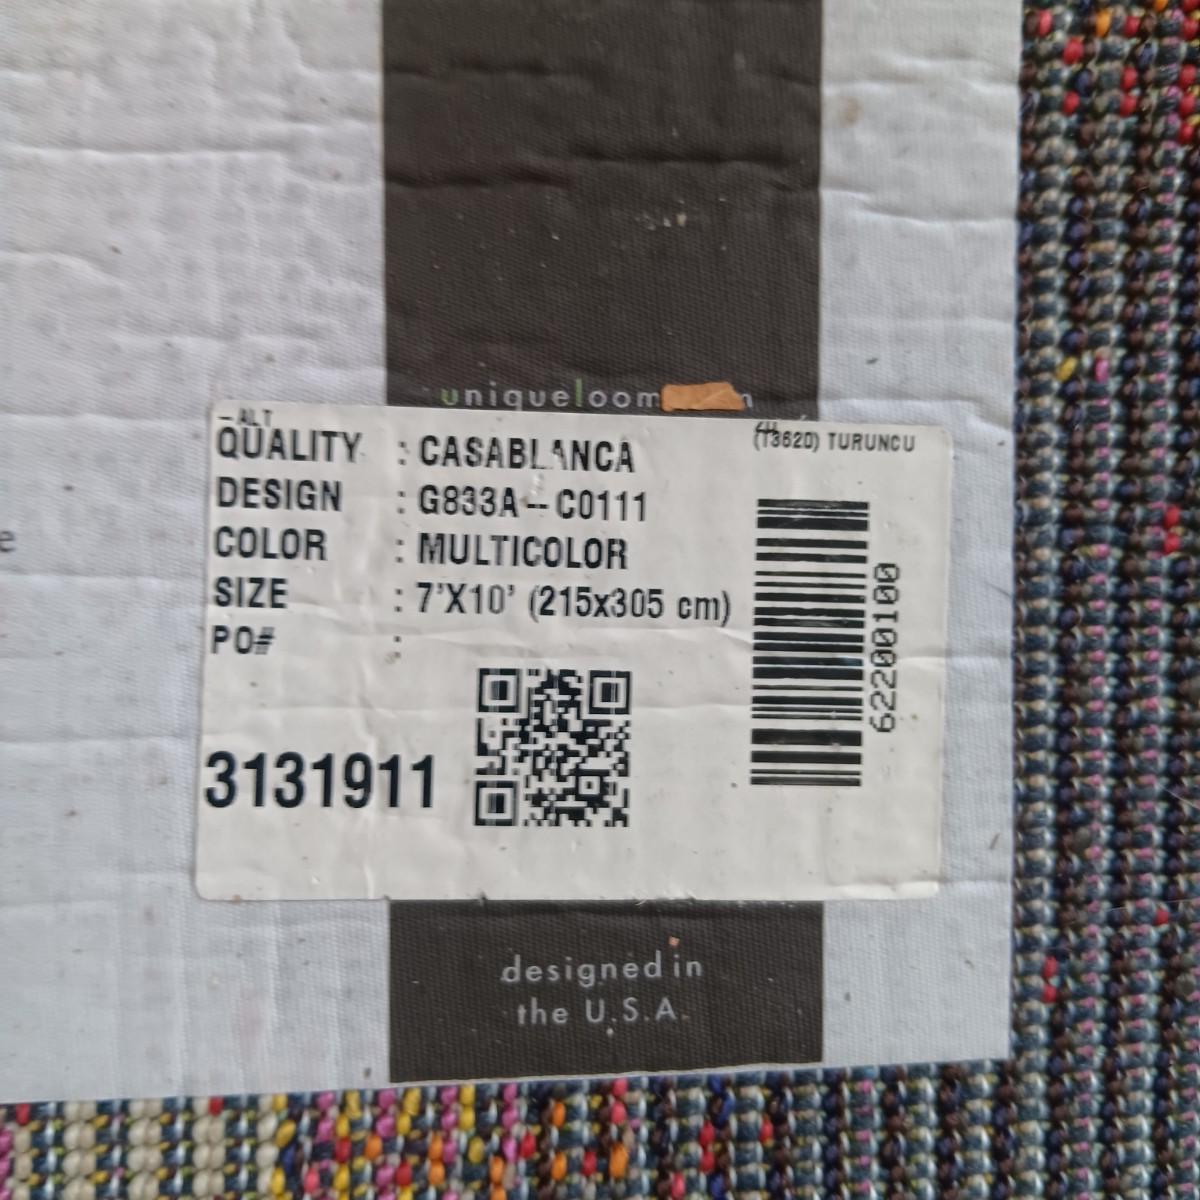 uniqueloom
-ALT
(T3620) TURUNCU
QUALITY : CASABLANCA
DESIGN : G833A -- C0111
COLOR : MULTICOLOR
SIZE : 7'X10' (215x305 cm)
PO# :
62200100
3131911
designed in
the U.S.A.
e